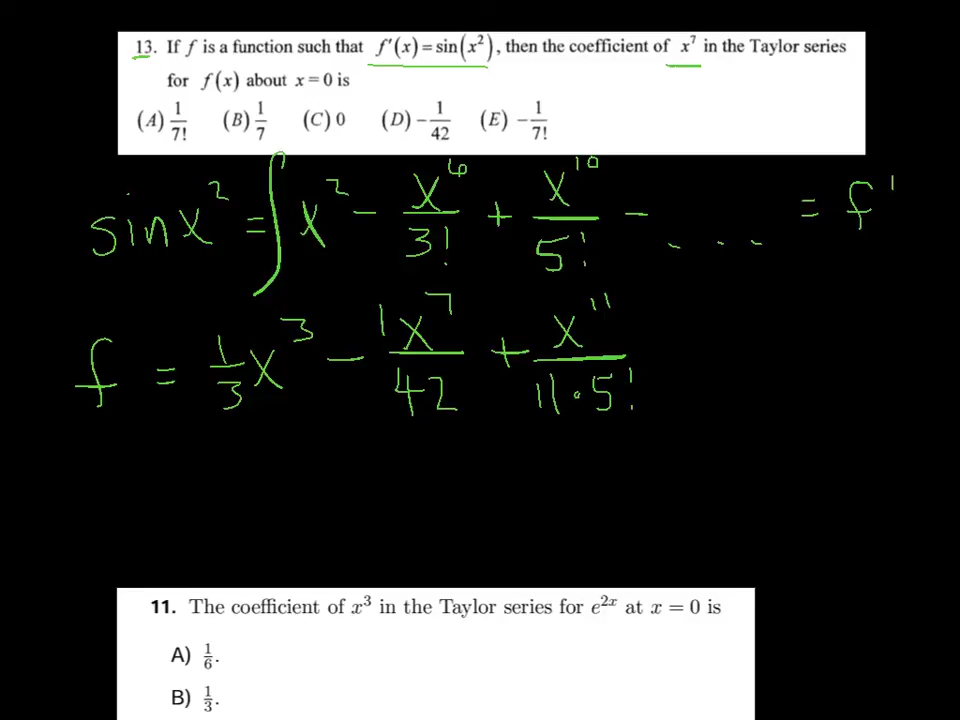 13. If f is a function such that f′(x) = sin(x²), then the coefficient of x⁷ in the Taylor series
for f(x) about x = 0 is
(A) 1/7! (B) 1/7 (C) 0 (D) −1/42 (E) −1/7!
sin x² = ∫ x² − x⁶/3! + x¹⁰/5! − .... = f'
f = 1/3 x³ − 1x⁷/42 + x¹¹/11·5!
11. The coefficient of x³ in the Taylor series for e²ˣ at x = 0 is
A) 1/6.
B) 1/3.